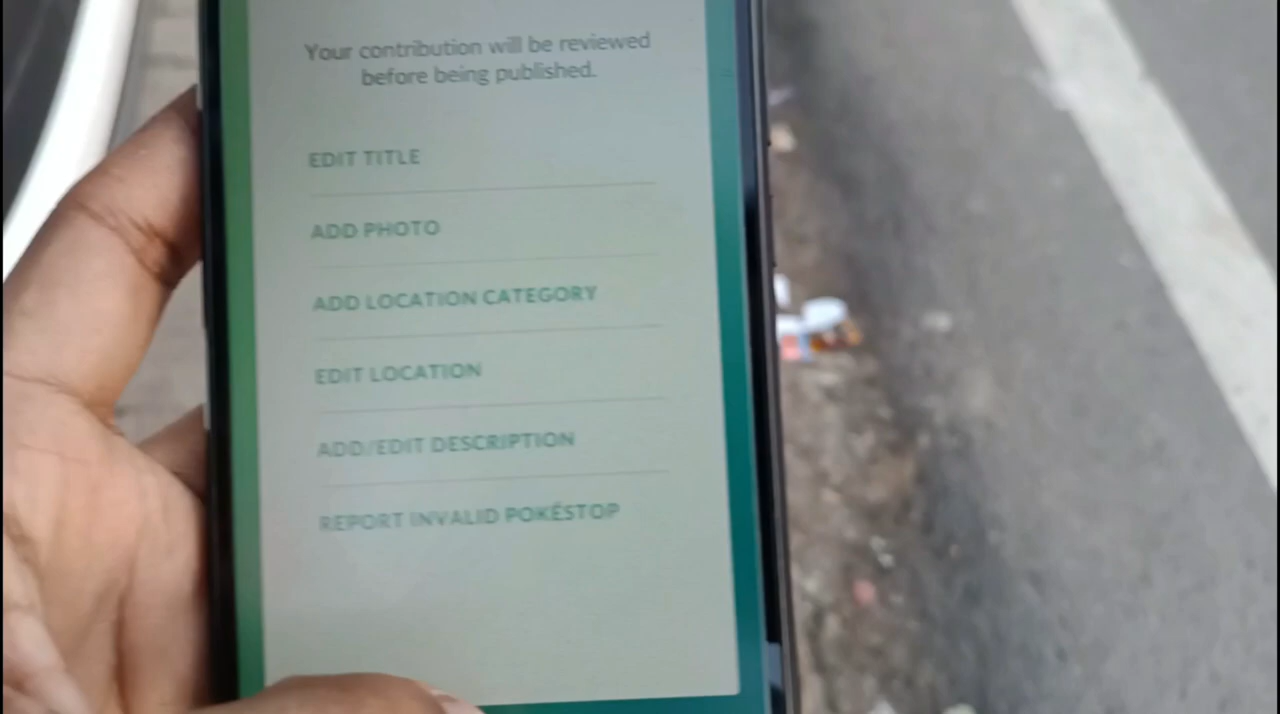 Your contribution will be reviewed
before being published.
EDIT TITLE
ADD PHOTO
ADD LOCATION CATEGORY
EDIT LOCATION
ADD/EDIT DESCRIPTION
REPORT INVALID POKÉSTOP